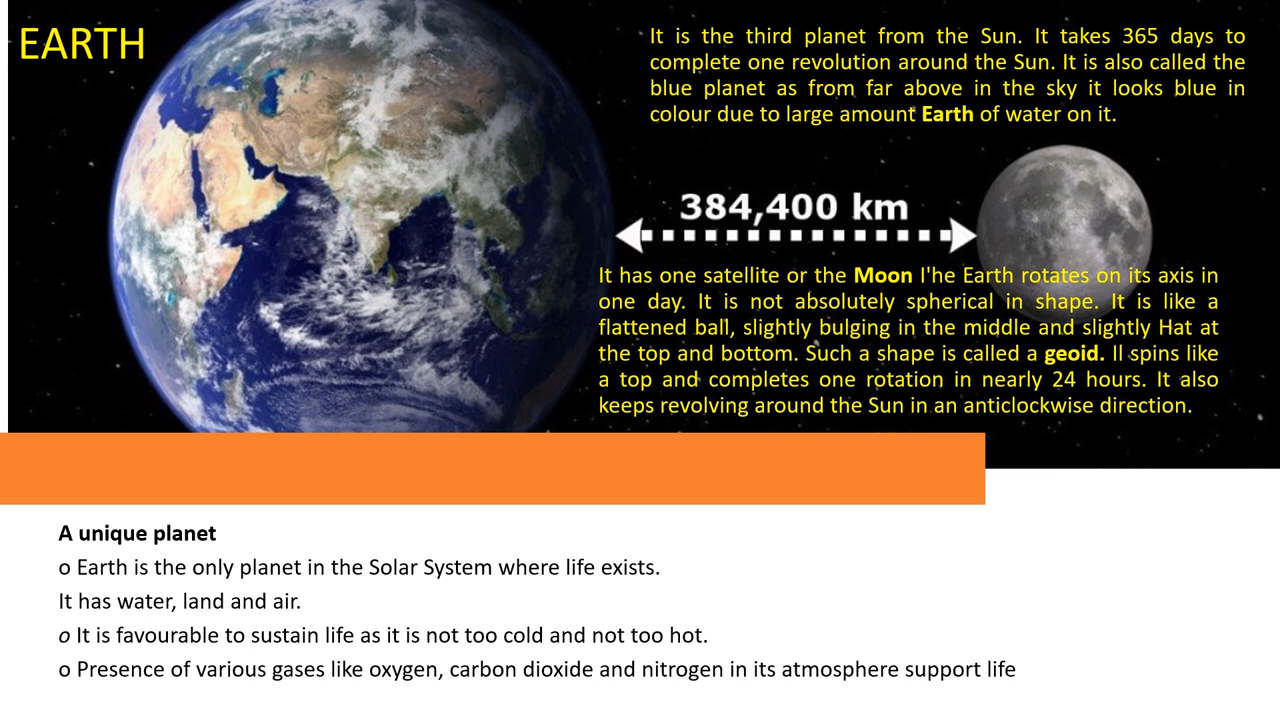 EARTH
It is the third planet from the Sun. It takes 365 days to
complete one revolution around the Sun. It is also called the
blue planet as from far above in the sky it looks blue in
colour due to large amount Earth of water on it.
384,400 km
It has one satellite or the Moon I'he Earth rotates on its axis in
one day. It is not absolutely spherical in shape. It is like a
flattened ball, slightly bulging in the middle and slightly Hat at
the top and bottom. Such a shape is called a geoid. Il spins like
a top and completes one rotation in nearly 24 hours. It also
keeps revolving around the Sun in an anticlockwise direction.
A unique planet
o Earth is the only planet in the Solar System where life exists.
It has water, land and air.
o It is favourable to sustain life as it is not too cold and not too hot.
o Presence of various gases like oxygen, carbon dioxide and nitrogen in its atmosphere support life